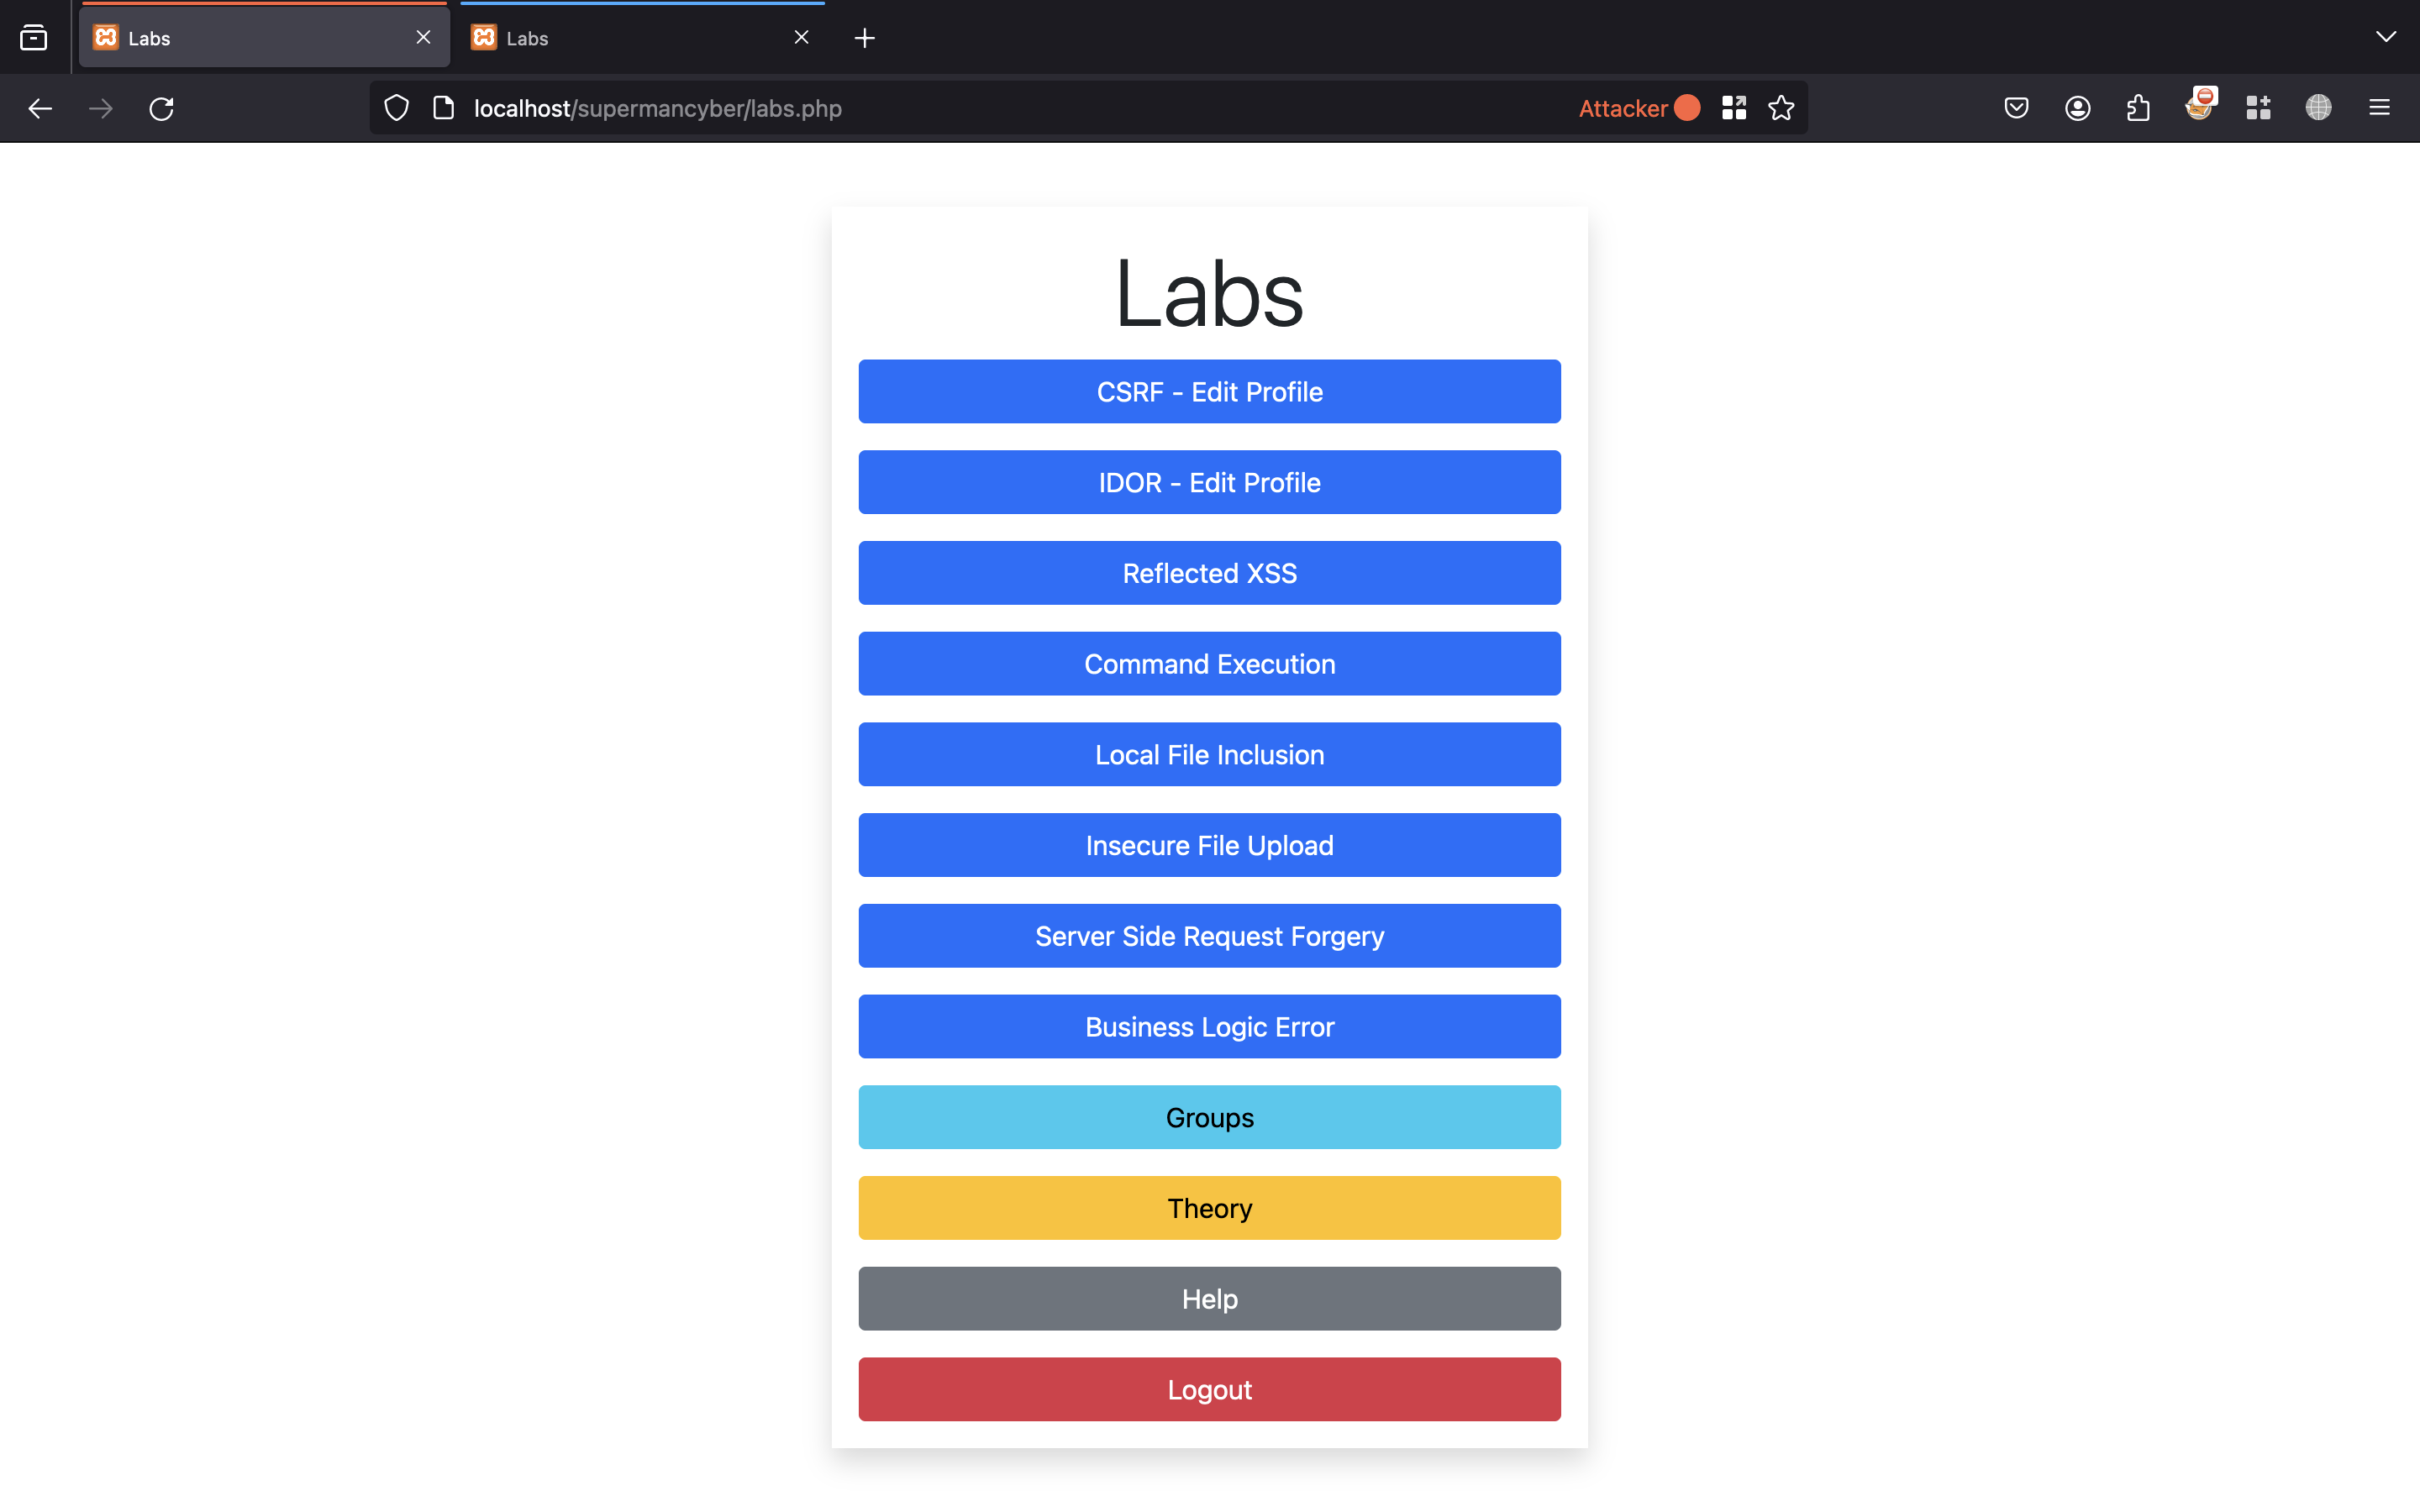 Labs
Labs
localhost/supermancyber/labs.php
Attacker
Labs
CSRF - Edit Profile
IDOR - Edit Profile
Reflected XSS
Command Execution
Local File Inclusion
Insecure File Upload
Server Side Request Forgery
Business Logic Error
Groups
Theory
Help
Logout